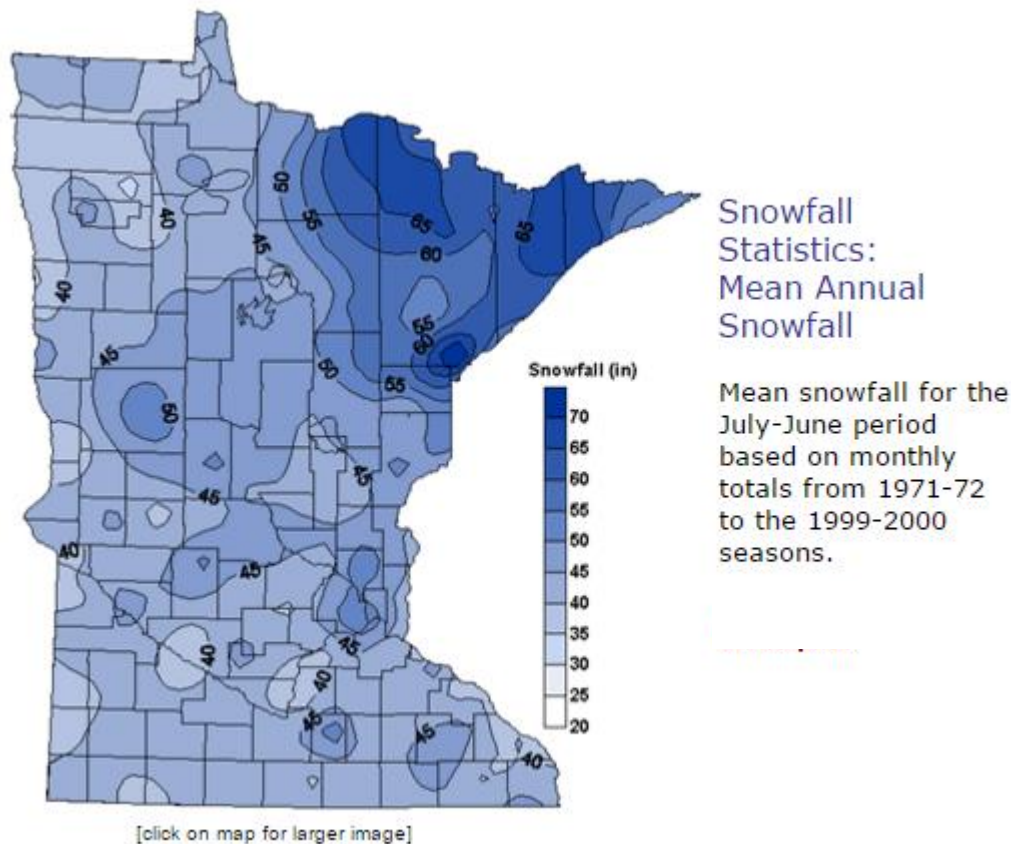 50
55
40
65
65
60
45
40
55
60
45
50
55
50
45
45
40
45
45
40
40
45
45
40
Snowfall (in)
70
65
60
55
50
45
40
35
30
25
20
[click on map for larger image]
Snowfall
Statistics:
Mean Annual
Snowfall
Mean snowfall for the
July-June period
based on monthly
totals from 1971-72
to the 1999-2000
seasons.